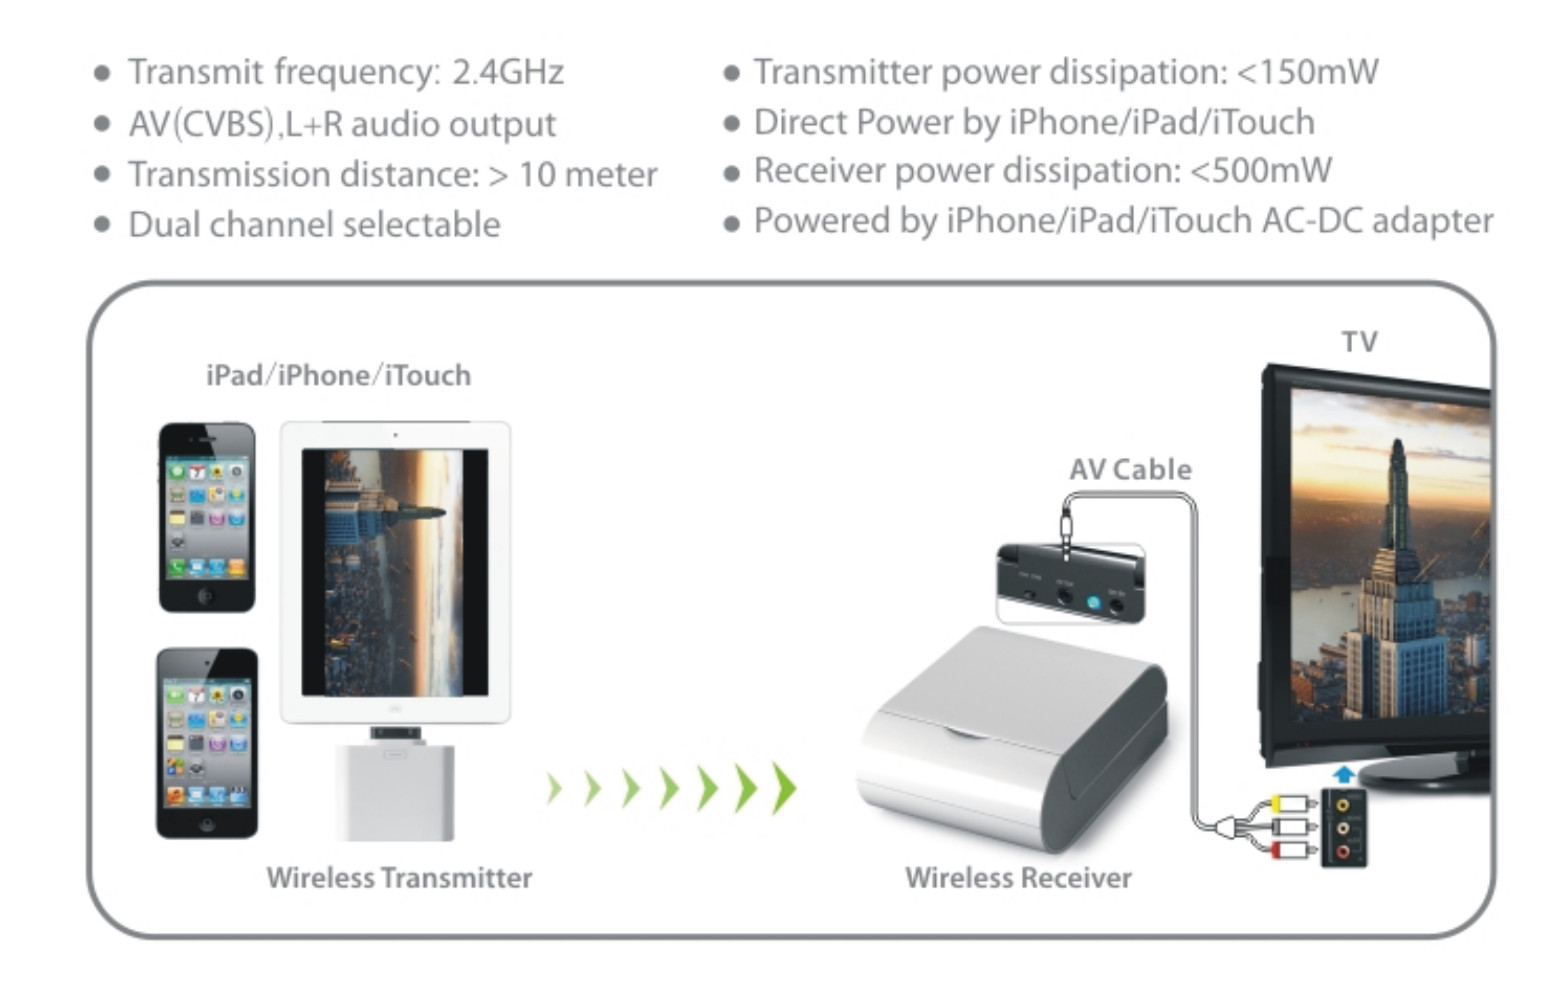 Transmit frequency: 2.4GHz
AV(CVBS),L+R audio output
Transmission distance: > 10 meter
Dual channel selectable
Transmitter power dissipation: <150mW
Direct Power by iPhone/iPad/iTouch
Receiver power dissipation: <500mW
Powered by iPhone/iPad/iTouch AC-DC adapter
iPad/iPhone/iTouch
TV
AV Cable
Wireless Transmitter
Wireless Receiver